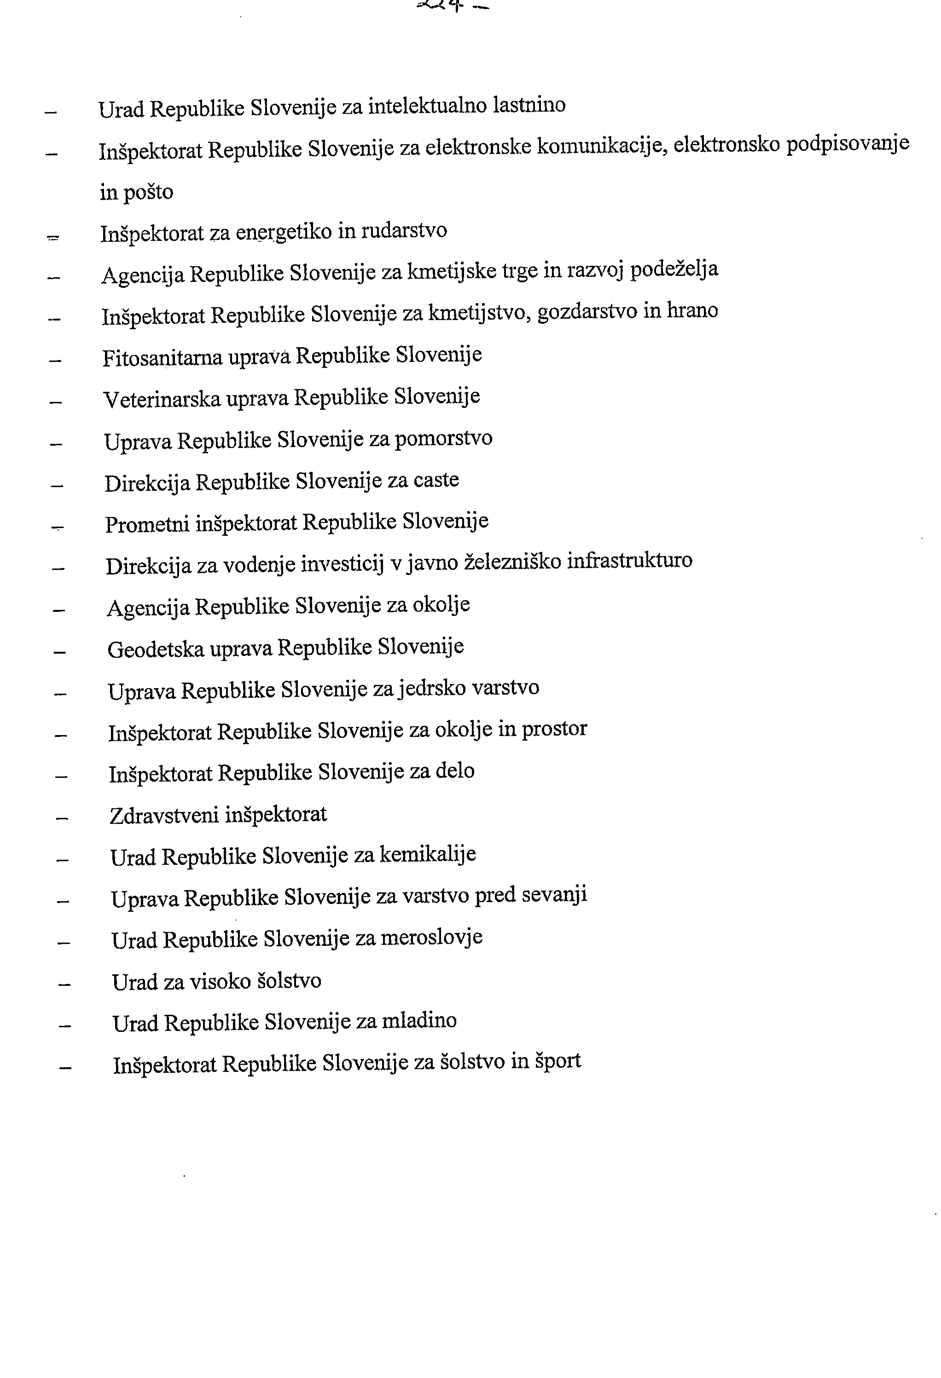 224 -
– Urad Republike Slovenije za intelektualno lastnino
– Inšpektorat Republike Slovenije za elektronske komunikacije, elektronsko podpisovanje
in pošto
– Inšpektorat za energetiko in rudarstvo
– Agencija Republike Slovenije za kmetijske trge in razvoj podeželja
– Inšpektorat Republike Slovenije za kmetijstvo, gozdarstvo in hrano
– Fitosanitarna uprava Republike Slovenije
– Veterinarska uprava Republike Slovenije
– Uprava Republike Slovenije za pomorstvo
– Direkcija Republike Slovenije za caste
– Prometni inšpektorat Republike Slovenije
– Direkcija za vodenje investicij v javno železniško infrastrukturo
– Agencija Republike Slovenije za okolje
– Geodetska uprava Republike Slovenije
– Uprava Republike Slovenije za jedrsko varstvo
– Inšpektorat Republike Slovenije za okolje in prostor
– Inšpektorat Republike Slovenije za delo
– Zdravstveni inšpektorat
– Urad Republike Slovenije za kemikalije
– Uprava Republike Slovenije za varstvo pred sevanji
– Urad Republike Slovenije za meroslovje
– Urad za visoko šolstvo
– Urad Republike Slovenije za mladino
– Inšpektorat Republike Slovenije za šolstvo in šport